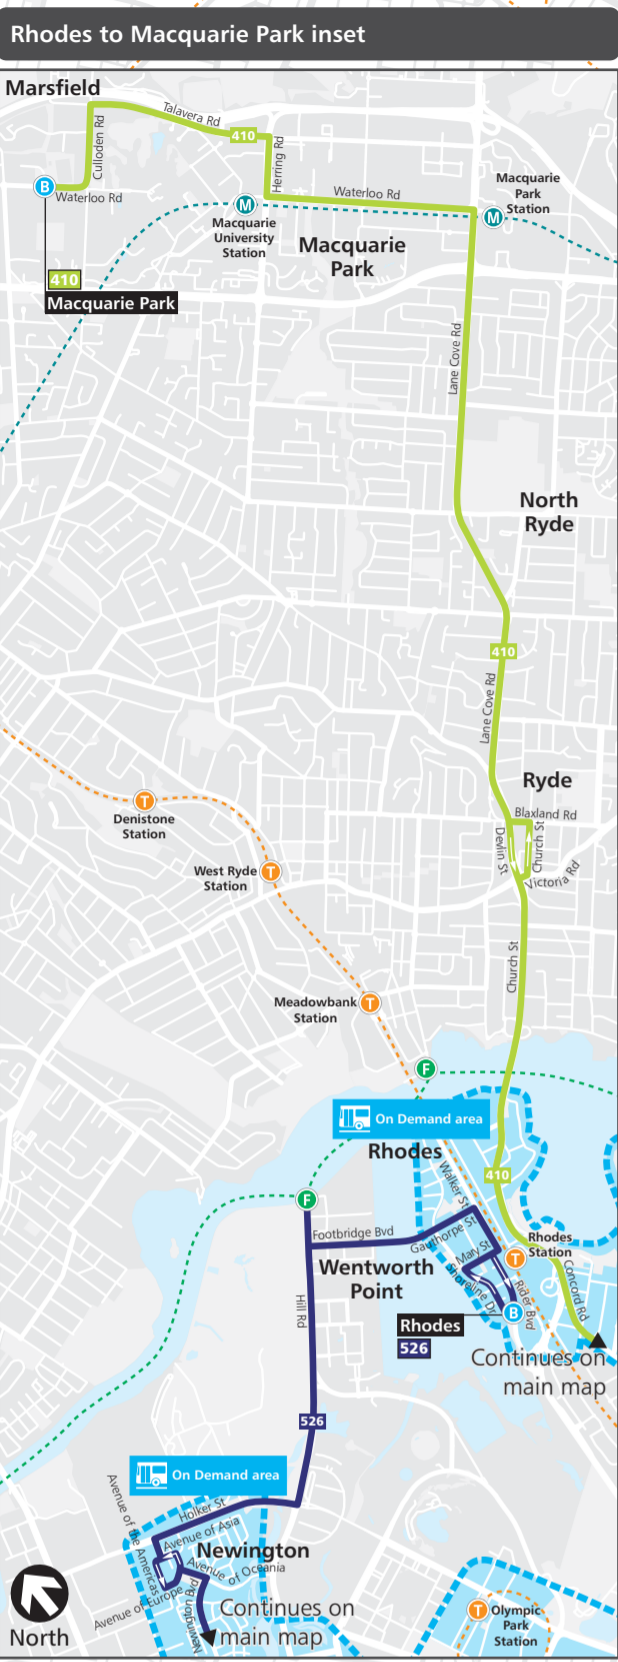 Rhodes to Macquarie Park inset
Marsfield
Talavera Rd
410
Culloden Rd
Herring Rd
B
Waterloo Rd
Waterloo Rd
Macquarie
Park
Station
M
M
Macquarie
University
Station
Macquarie
Park
410
Macquarie Park
Lane Cove Rd
North
Ryde
410
Lane Cove Rd
Ryde
T
Denistone
Station
Blaxland Rd
Devlin St
Church St
Victoria Rd
West Ryde
Station
T
Church St
Meadowbank
Station
T
F
On Demand area
Rhodes
Walker St
410
F
Footbridge Bvd
Gauthorpe St
Mary St
Shoreline Dr
Rhodes
Station
T
Concord Rd
Rider Bvd
Wentworth
Point
Hill Rd
B
Rhodes
526
Continues on
main map
526
On Demand area
Avenue of the Americas
Holker St
Avenue of Asia
Newington
Avenue of Oceania
Avenue of Europe
Newington Bvd
Continues on
main map
North
T
Olympic
Park
Station